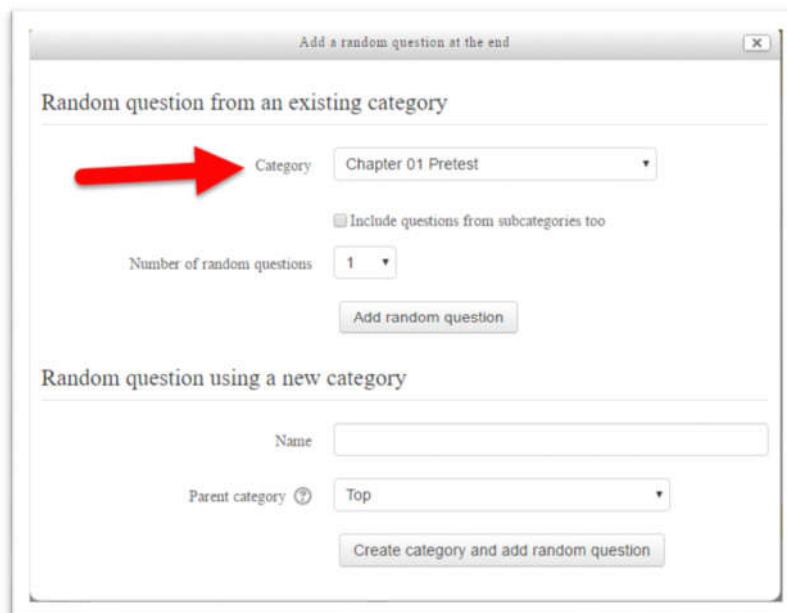 Add a random question at the end
Random question from an existing category
Category Chapter 01 Pretest
Include questions from subcategories too
Number of random questions 1
Add random question
Random question using a new category
Name
Parent category Top
Create category and add random question